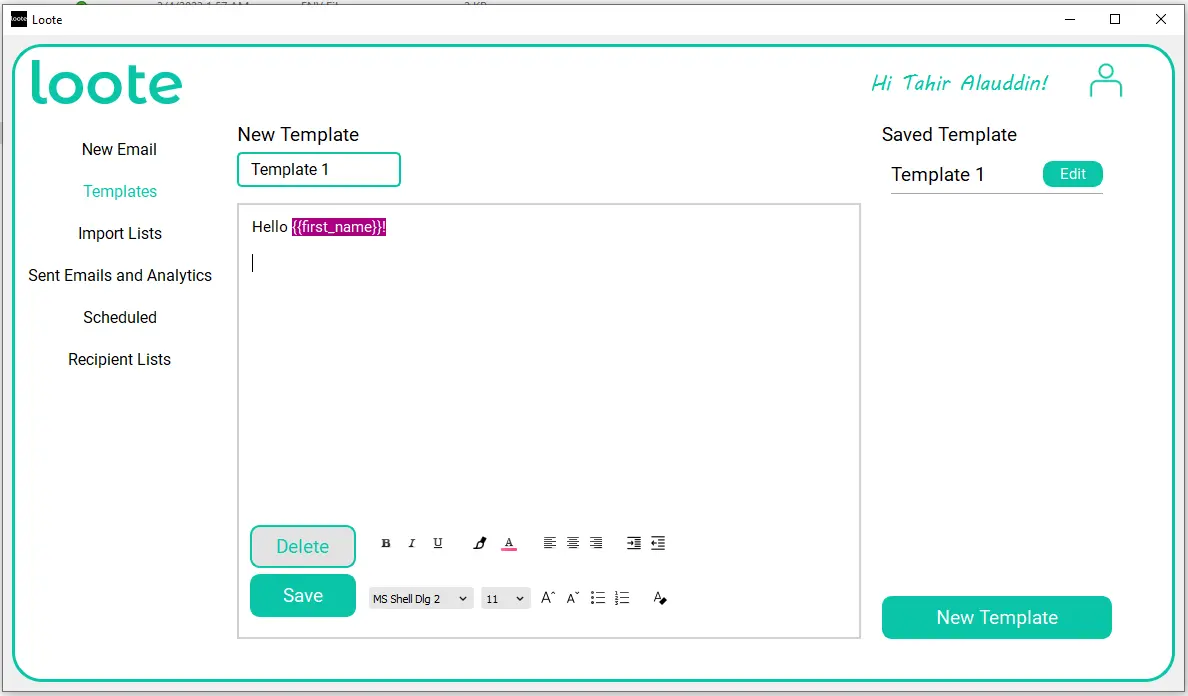 Loote
loote
Hi Tahir Alauddin!
New Email
Templates
Import Lists
Sent Emails and Analytics
Scheduled
Recipient Lists
New Template
Template 1
Hello {{first_name}}!
Delete
B I U A
Save
MS Shell Dlg 2 11 A A A
Saved Template
Template 1 Edit
New Template